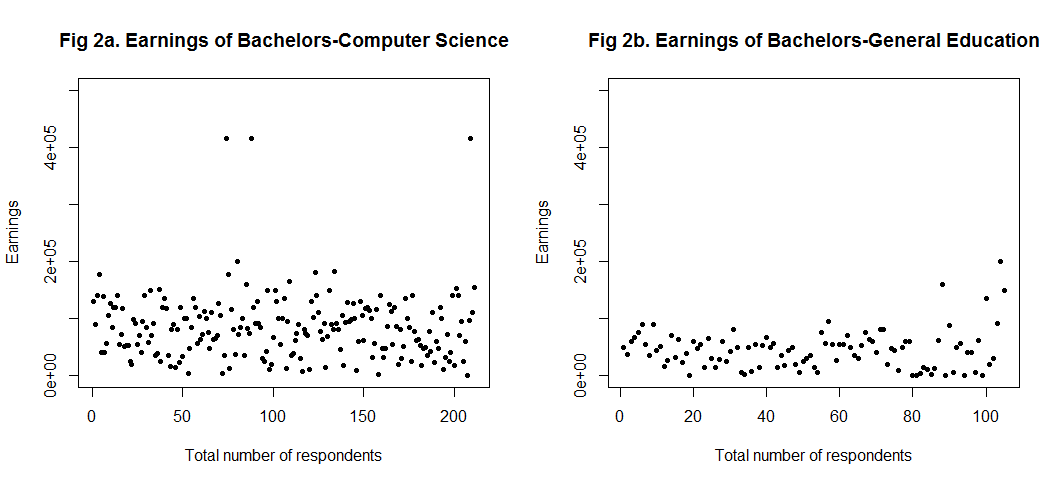 Fig 2a. Earnings of Bachelors-Computer Science
Earnings
4e+05
2e+05
0e+00
0 50 100 150 200
Total number of respondents
Fig 2b. Earnings of Bachelors-General Education
Earnings
4e+05
2e+05
0e+00
0 20 40 60 80 100
Total number of respondents